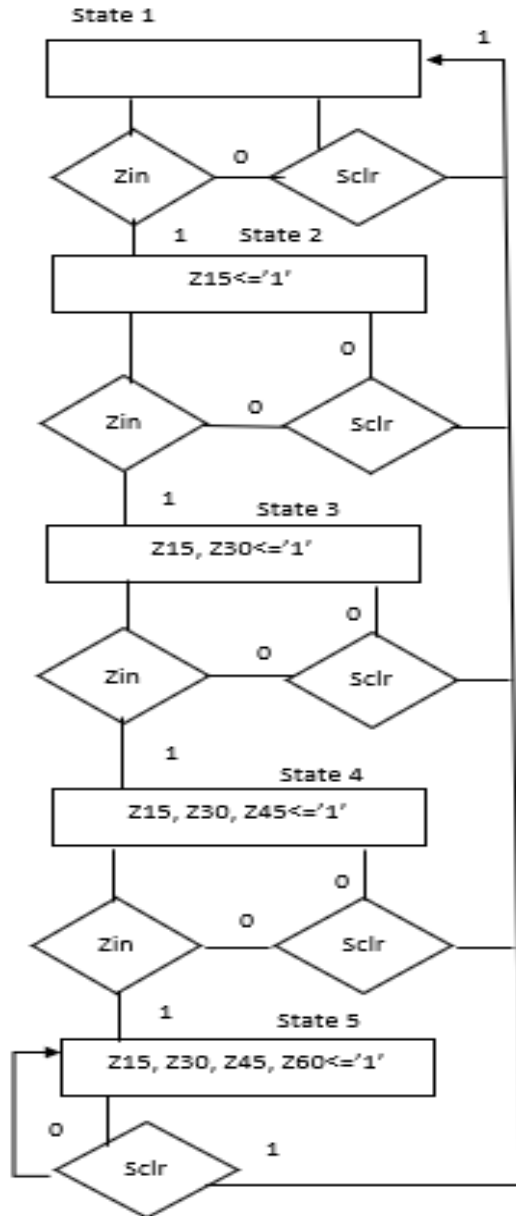 State 1
1
Zin
0
Sclr
1
State 2
Z15<='1'
0
Zin
0
Sclr
1
State 3
Z15, Z30<='1'
0
Zin
0
Sclr
1
State 4
Z15, Z30, Z45<='1'
0
Zin
0
Sclr
1
State 5
Z15, Z30, Z45, Z60<='1'
0
Sclr
1